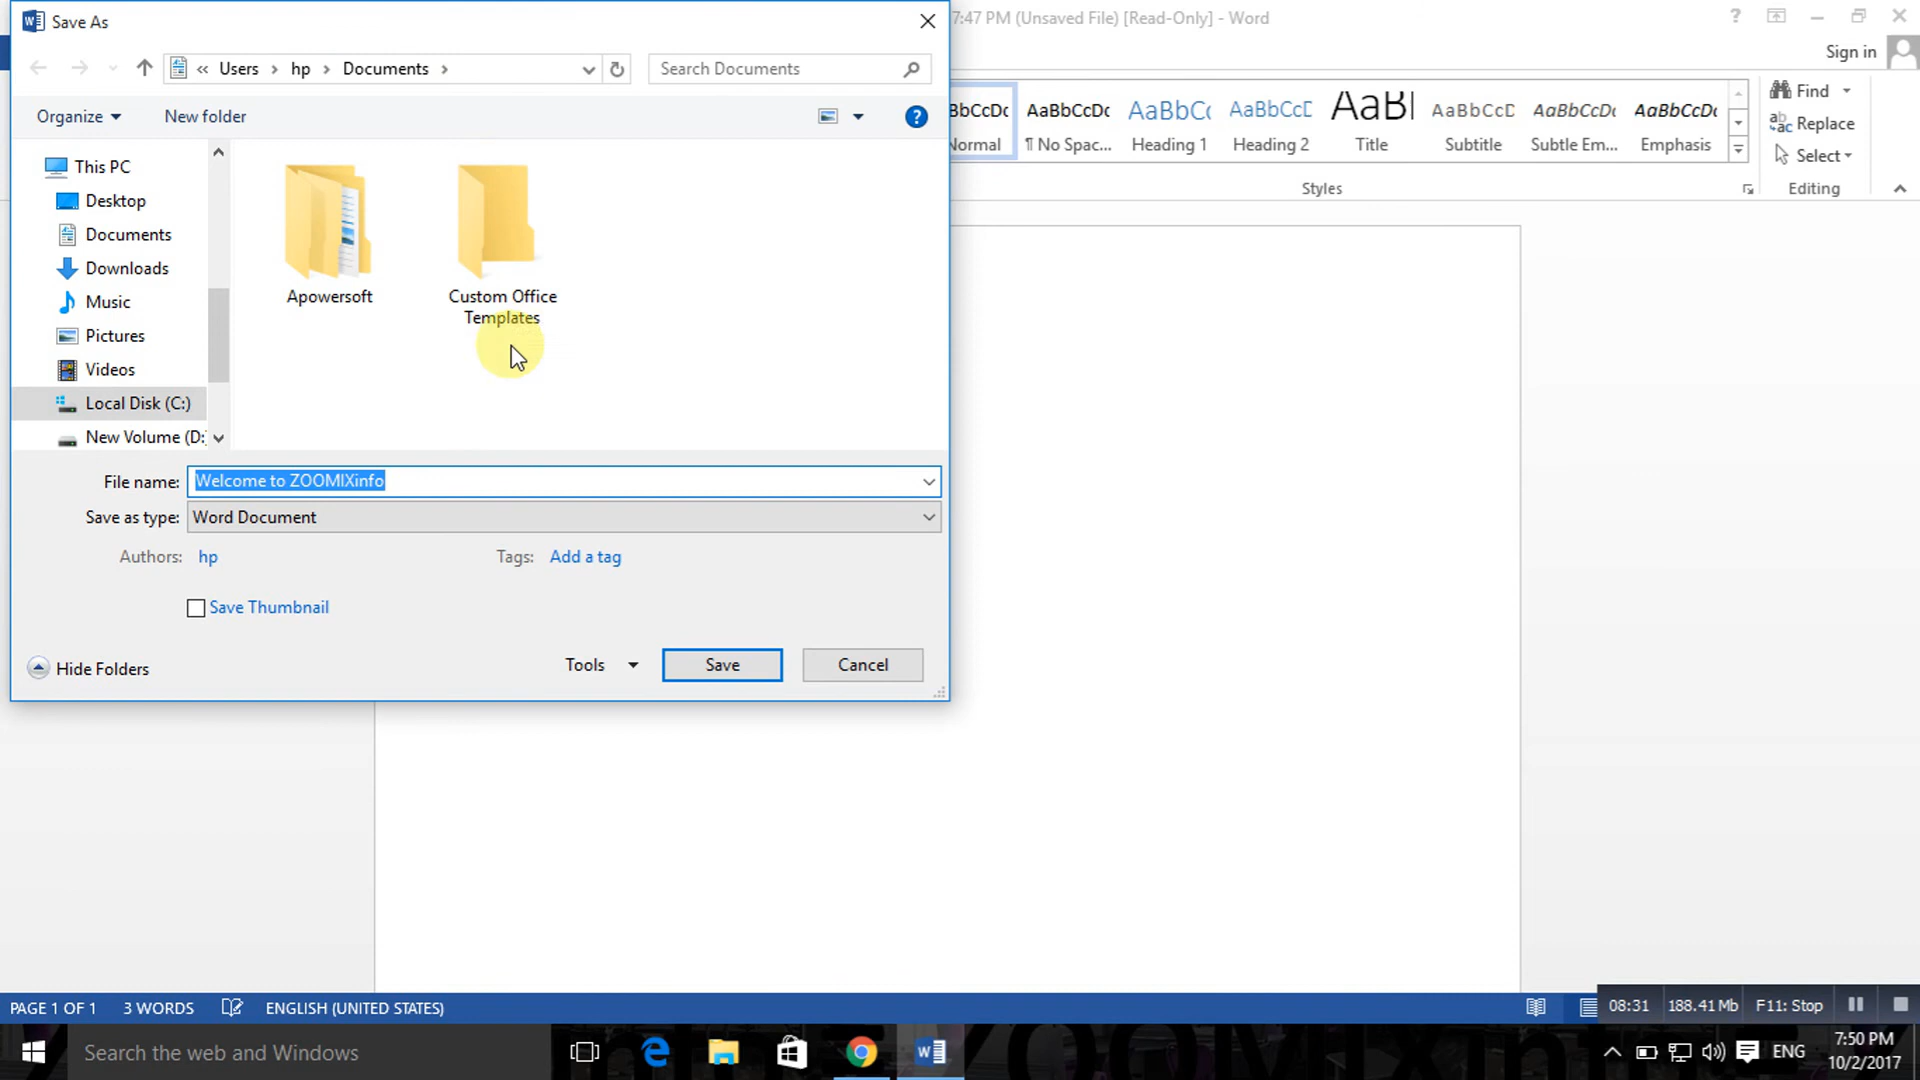 Save As
7:47 PM (Unsaved File) [Read-Only] - Word
?
Sign in
« Users › hp › Documents ›
Search Documents
Organize
New folder
?
This PC
Desktop
Documents
Downloads
Music
Pictures
Videos
Local Disk (C:)
New Volume (D:
Apowersoft
Custom Office
Templates
File name:
Welcome to ZOOMIXinfo
Save as type:
Word Document
Authors:
hp
Tags:
Add a tag
Save Thumbnail
Hide Folders
Tools
Save
Cancel
bCcDc AaBbCcDc AaBbC AaBbCcD AaB AaBbCcD AaBbCcDc AaBbCcDc
Normal ¶ No Spac... Heading 1 Heading 2 Title Subtitle Subtle Em... Emphasis
Styles
Find
Replace
Select
Editing
PAGE 1 OF 1 3 WORDS ENGLISH (UNITED STATES)
08:31 188.41 Mb F11: Stop
Search the web and Windows
ENG
7:50 PM
10/2/2017